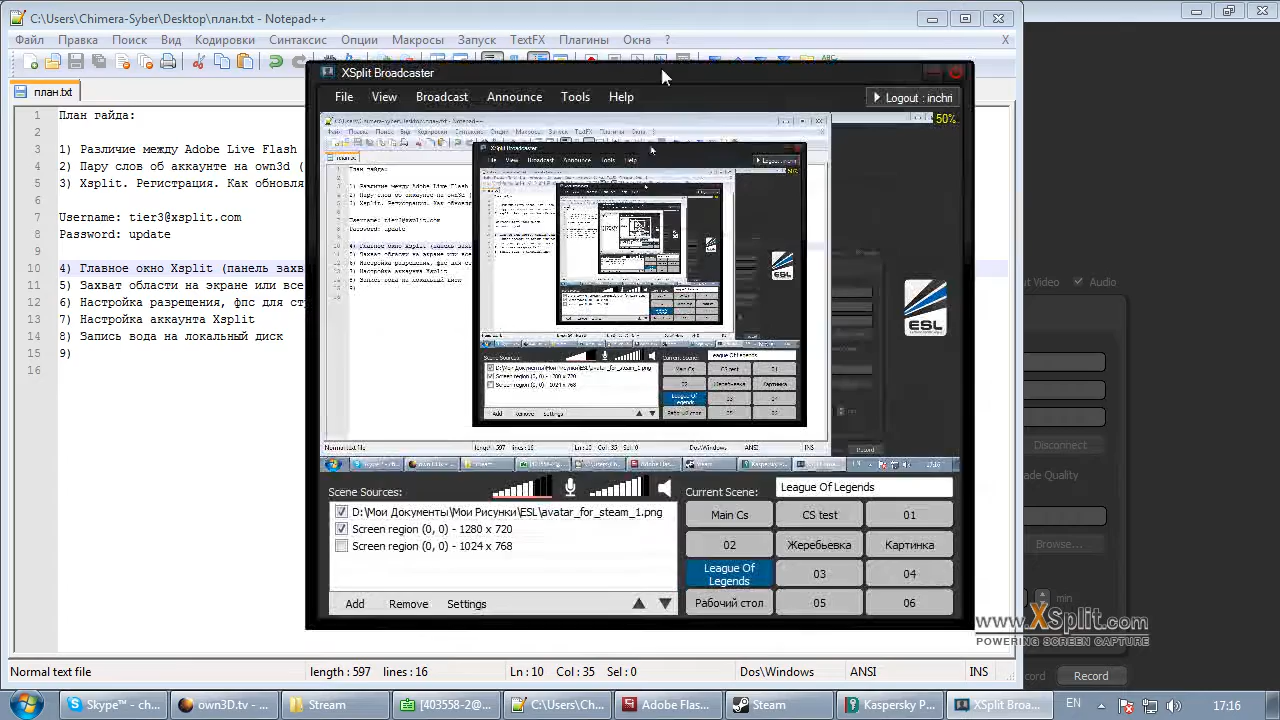 C:\Users\Chimera-Syber\Desktop\план.txt - Notepad++
Файл Правка Поиск Вид Кодировки Синтаксис Опции Макросы Запуск TextFX Плагины Окна ? X
план.txt
1 План гайда:
2
3 1) Различие между Adobe Live Flash
4 2) Пару слов об аккаунте на own3d (
5 3) Xsplit. Регистрация. Как обновля
6
7 Username: tier3@xsplit.com
8 Password: update
9
10 4) Главное окно Xsplit (панель захв
11 5) Захват области на экране или все
12 6) Настройка разрешения, фпс для ст
13 7) Настройка аккаунта Xsplit
14 8) Запись вода на локальный диск
15 9)
16
XSplit Broadcaster
File View Broadcast Announce Tools Help
Logout : inchri
50%
ESL
Scene Sources:
D:\Мои Документы\Мои Рисунки\ESL\avatar_for_steam_1.png
Screen region (0, 0) - 1280 x 720
Screen region (0, 0) - 1024 x 768
Add Remove Settings
Current Scene: League Of Legends
Main Cs CS test 01
02 Жеребьевка Картинка
League Of Legends 03 04
Рабочий стол 05 06
ut Video Audio
Disconnect
ade Quality
Browse...
min
www.XSplit.com
POWERING SCREEN CAPTURE
cord Record
Normal text file length : 597 lines : 16 Ln : 10 Col : 35 Sel : 0 Dos\Windows ANSI INS
Skype™ - ch... own3D.tv - ... Stream [403558-2@... C:\Users\Ch... Adobe Flas... Steam Kaspersky P... XSplit Broa... EN 17:16